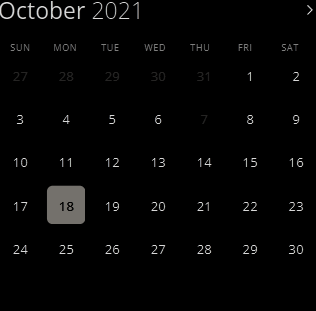 October 2021
SUN MON TUE WED THU FRI SAT
27 28 29 30 31 1 2
3 4 5 6 7 8 9
10 11 12 13 14 15 16
17 18 19 20 21 22 23
24 25 26 27 28 29 30